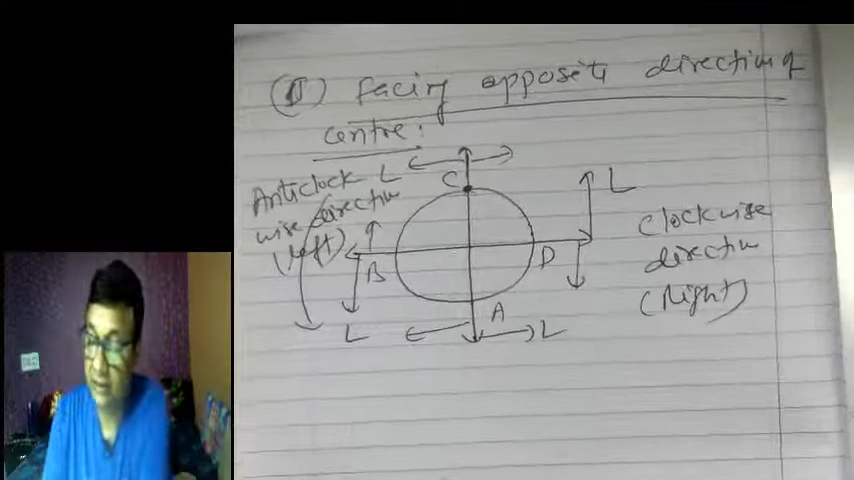 (II) facing opposite direction of
centre:
Anticlock L
wise direction
(left)
C
L
clockwise
direction
(Right)
B
D
A
L
L